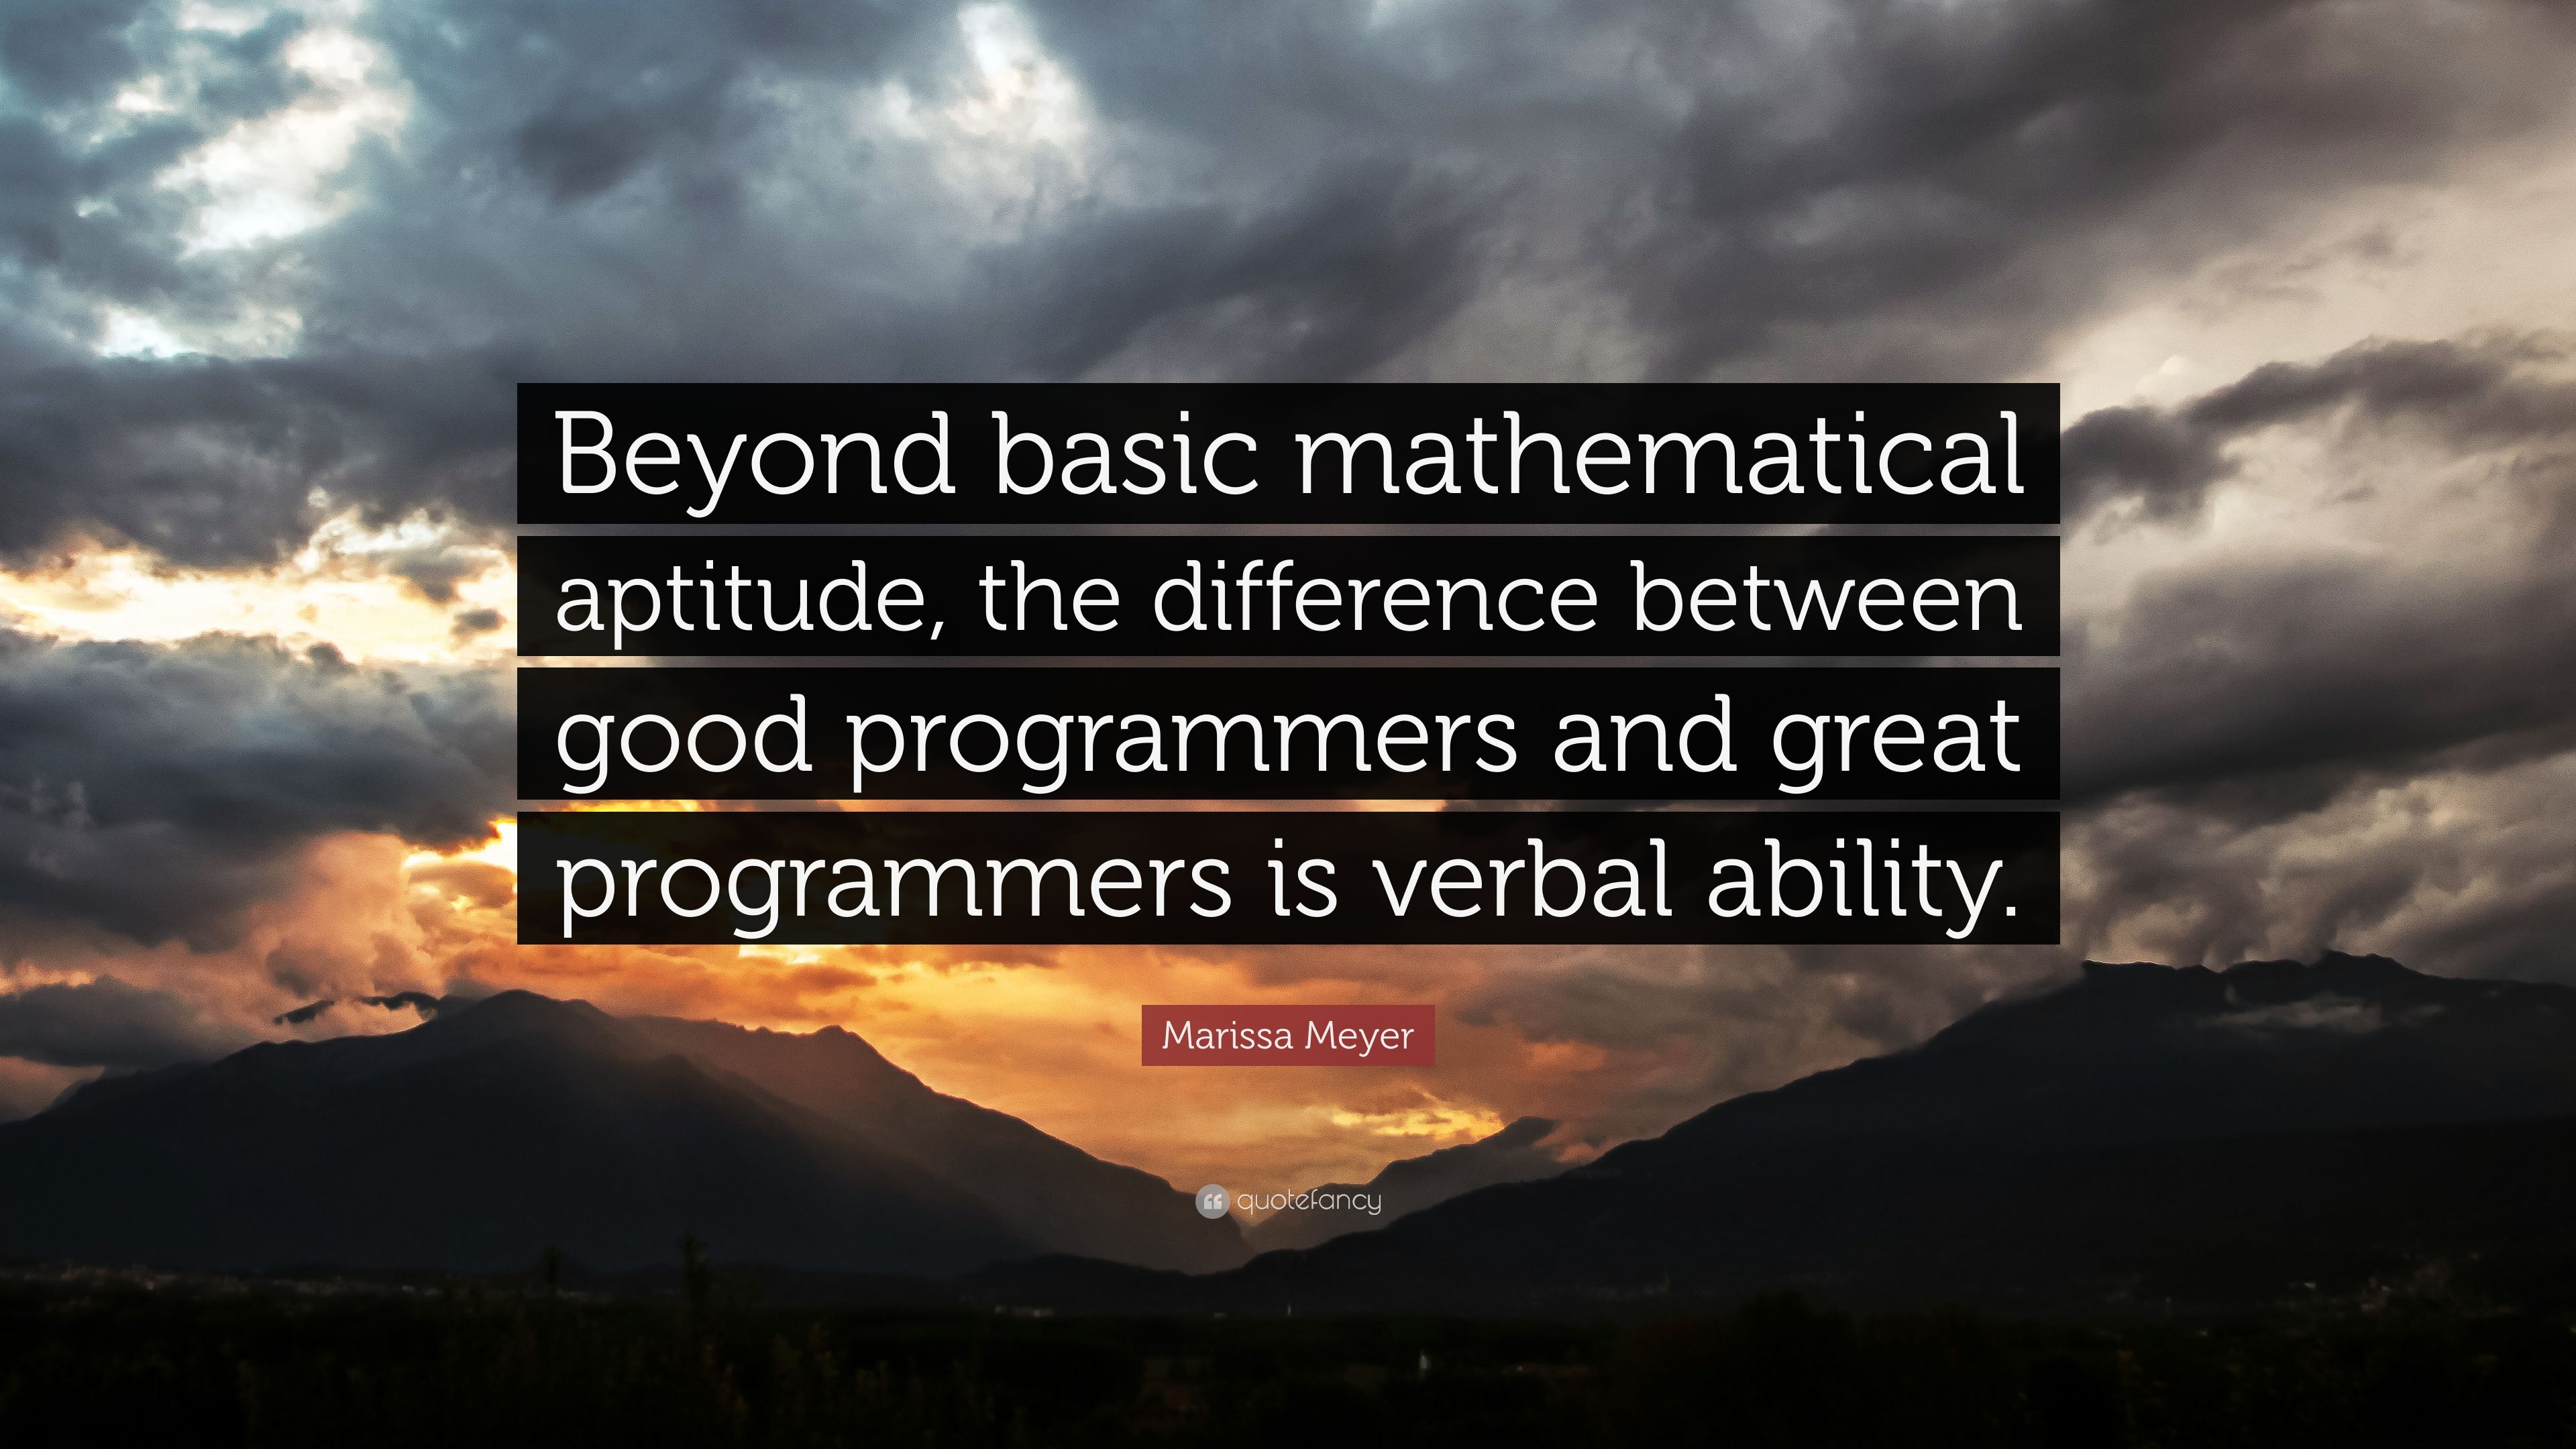 Beyond basic mathematical
aptitude, the difference between
good programmers and great
programmers is verbal ability.
Marissa Meyer
quotefancy